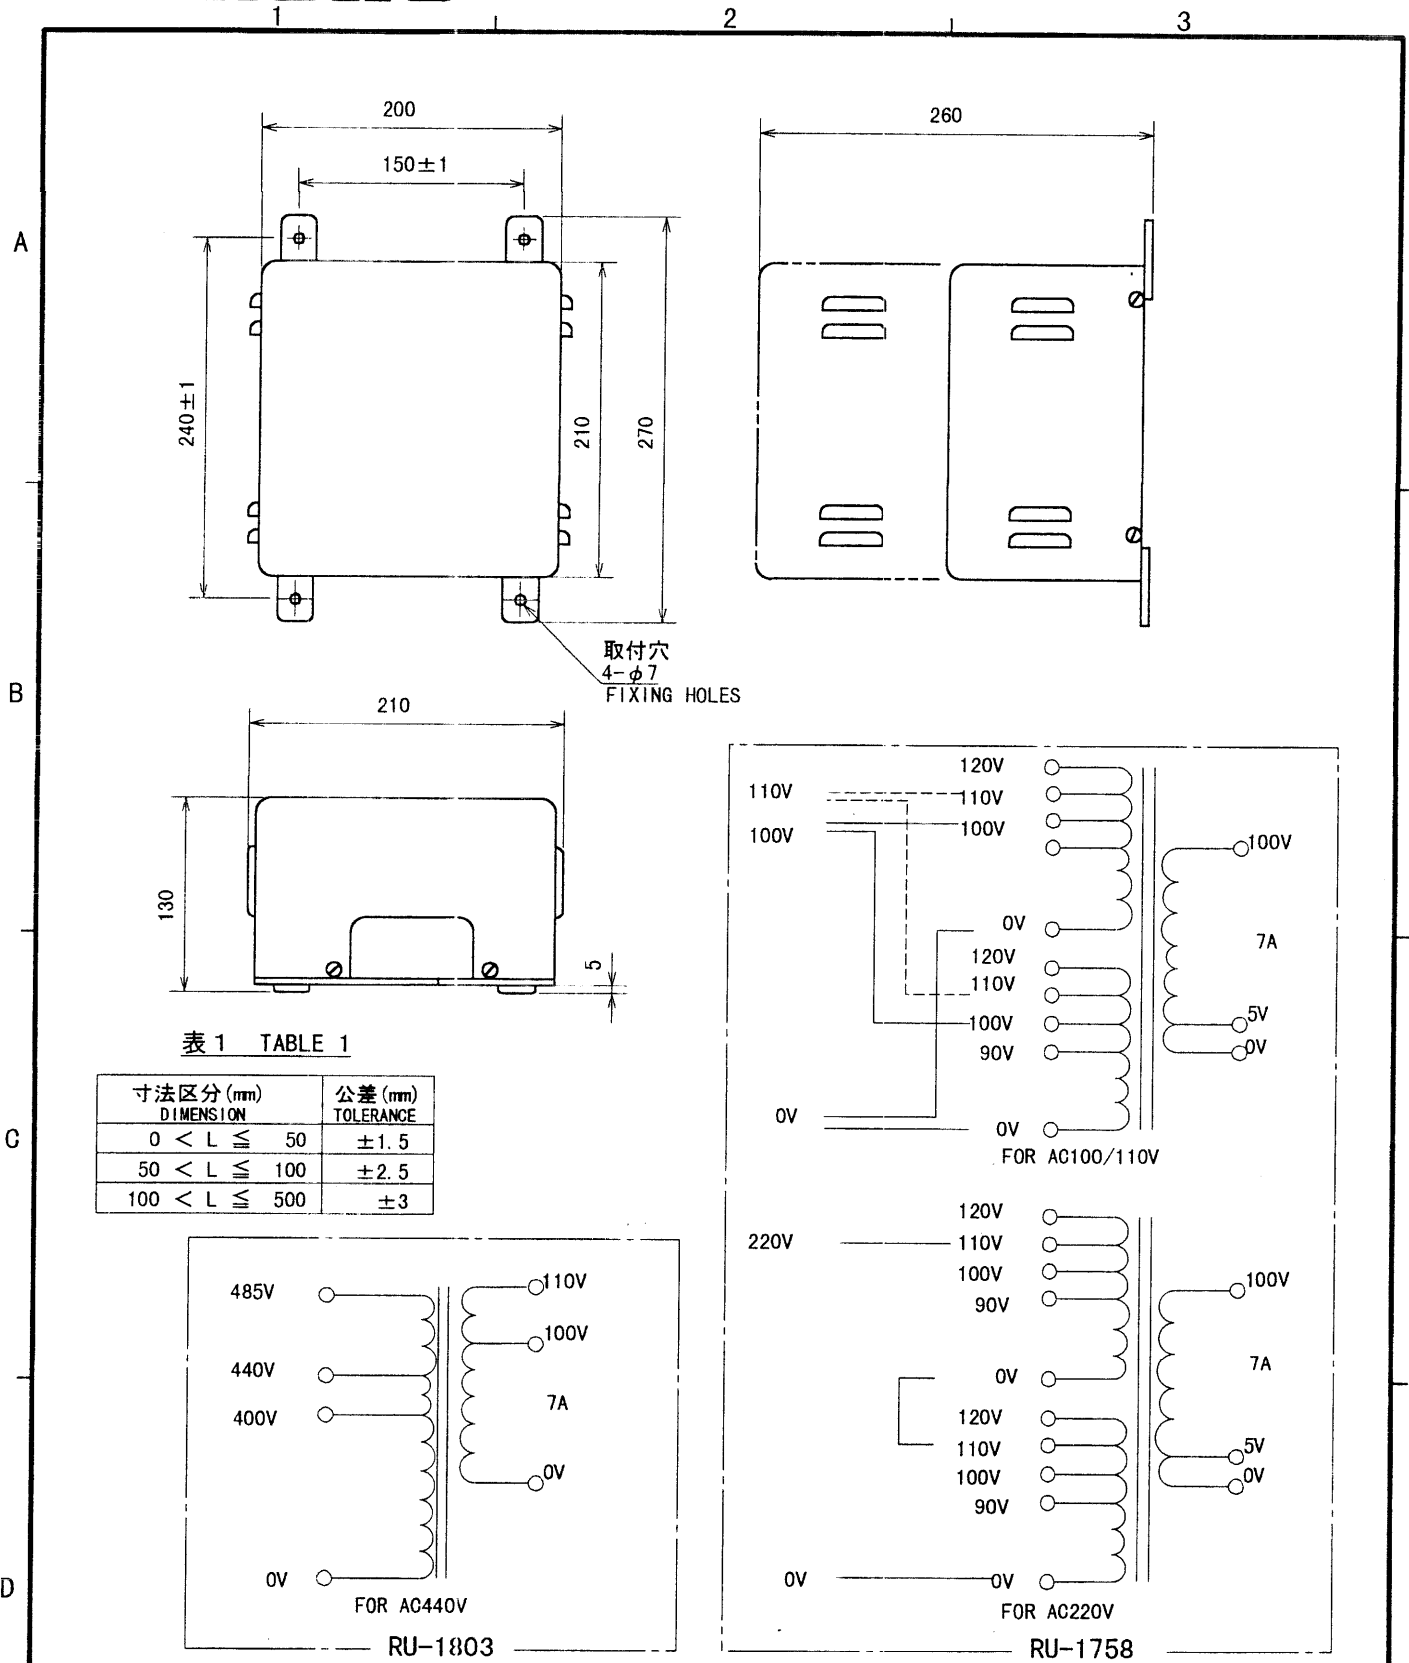 1 2 3
A
B
C
D
200
150±1
240±1
210
270
260
取付穴
4-φ7
FIXING HOLES
210
130
5
表1 TABLE 1
寸法区分(mm) 公差(mm)
DIMENSION TOLERANCE
0 < L ≦ 50 ±1.5
50 < L ≦ 100 ±2.5
100 < L ≦ 500 ±3
485V
440V
400V
0V
110V
100V
7A
0V
FOR AC440V
RU-1803
110V
100V
0V
120V
110V
100V
0V
120V
110V
100V
90V
0V
100V
7A
5V
0V
FOR AC100/110V
220V
0V
120V
110V
100V
90V
0V
120V
110V
100V
90V
0V
100V
7A
5V
0V
FOR AC220V
RU-1758